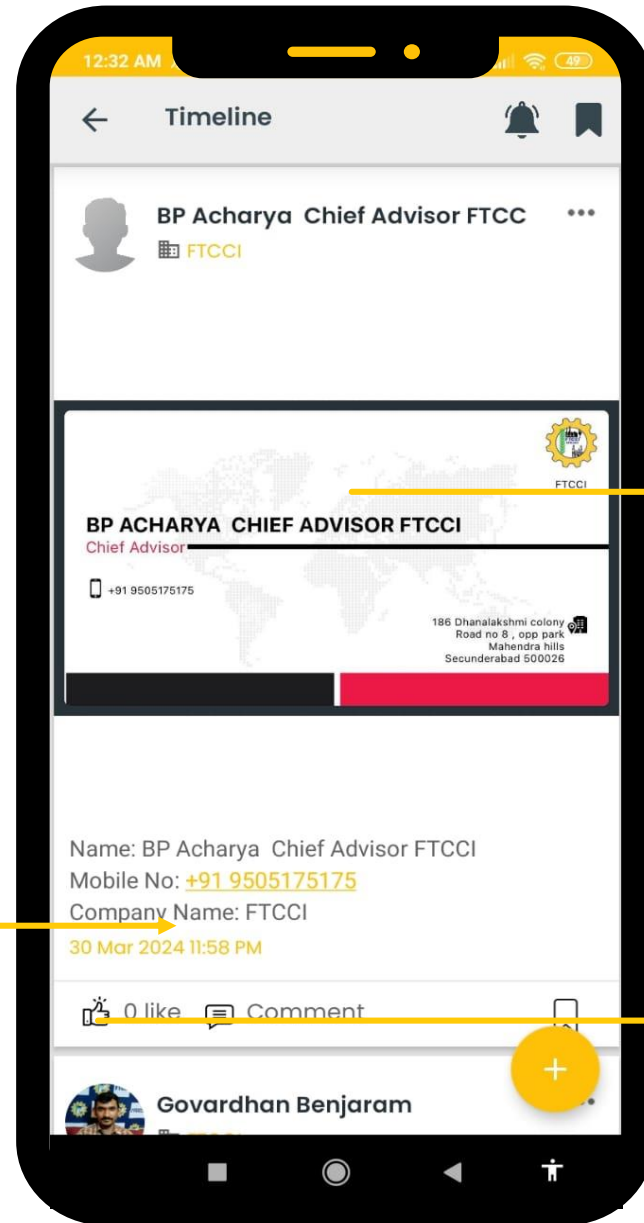 12:32 AM
49
Timeline
BP Acharya Chief Advisor FTCC
FTCCI
FTCCI
BP ACHARYA CHIEF ADVISOR FTCCI
Chief Advisor
+91 9505175175
186 Dhanalakshmi colony
Road no 8 , opp park
Mahendra hills
Secunderabad 500026
Name: BP Acharya Chief Advisor FTCCI
Mobile No: +91 9505175175
Company Name: FTCCI
30 Mar 2024 11:58 PM
0 like Comment
Govardhan Benjaram